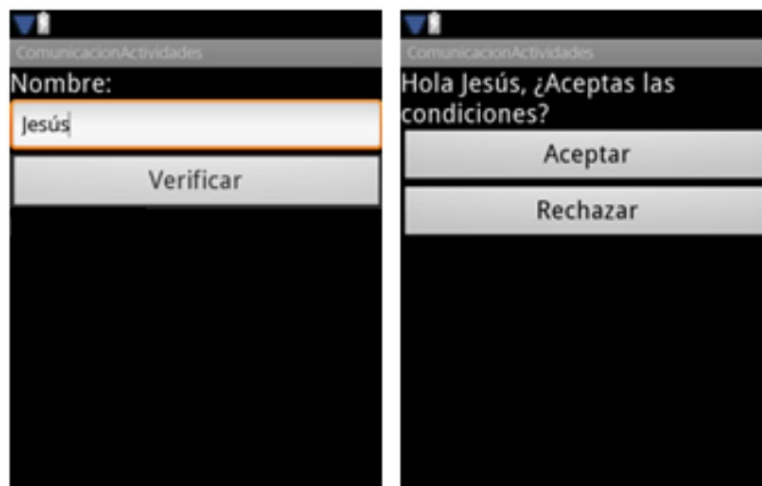 ComunicacionActividades
Nombre:
Jesús
Verificar
ComunicacionActividades
Hola Jesús, ¿Aceptas las
condiciones?
Aceptar
Rechazar